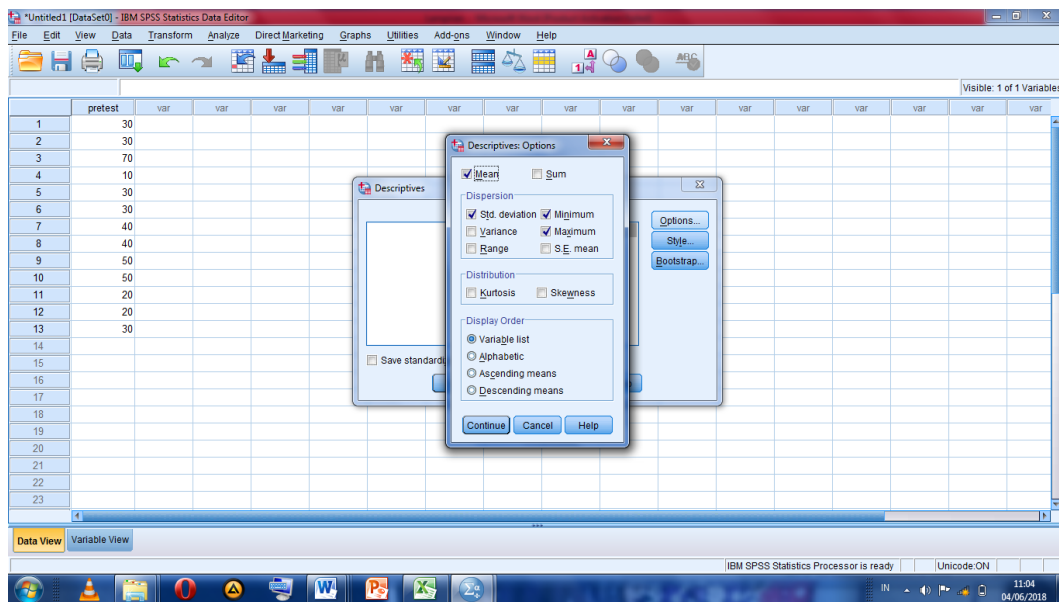 *Untitled1 [DataSet0] - IBM SPSS Statistics Data Editor
File Edit View Data Transform Analyze Direct Marketing Graphs Utilities Add-ons Window Help
Visible: 1 of 1 Variables
pretest var var var var var var var var var var var var var var var var
1 30
2 30
3 70
4 10
5 30
6 30
7 40
8 40
9 50
10 50
11 20
12 20
13 30
14
15
16
17
18
19
20
21
22
23
Descriptives
Options...
Style...
Bootstrap...
Save standardi
Descriptives: Options
Mean Sum
Dispersion
Std. deviation Minimum
Variance Maximum
Range S.E. mean
Distribution
Kurtosis Skewness
Display Order
Variable list
Alphabetic
Ascending means
Descending means
Continue Cancel Help
Data View Variable View
IBM SPSS Statistics Processor is ready Unicode:ON
IN 11:04
04/06/2018